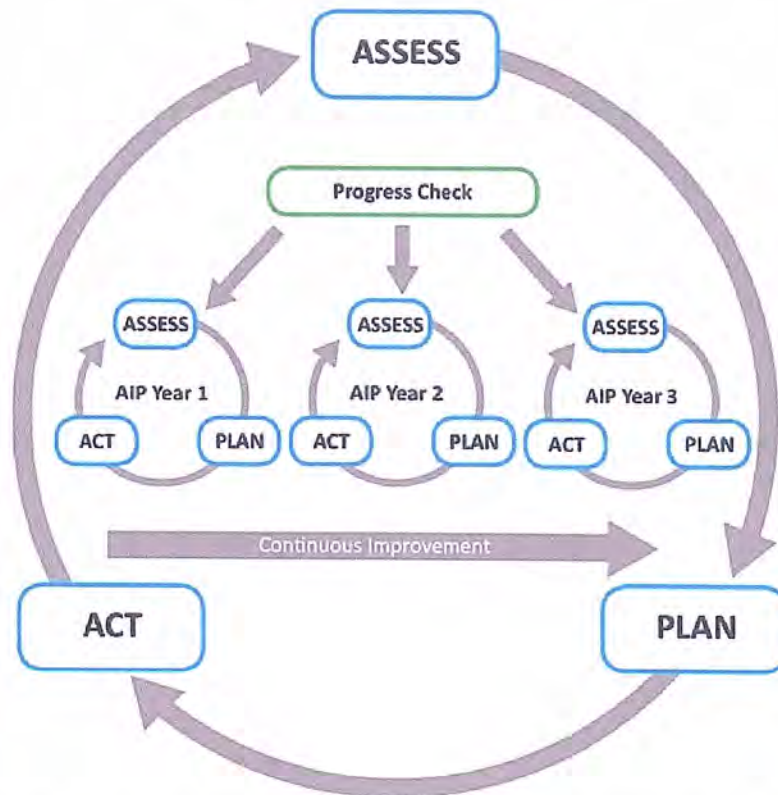 ASSESS
Progress Check
ASSESS
AIP Year 1
ACT
PLAN
ASSESS
AIP Year 2
ACT
PLAN
ASSESS
AIP Year 3
ACT
PLAN
Continuous Improvement
ACT
PLAN